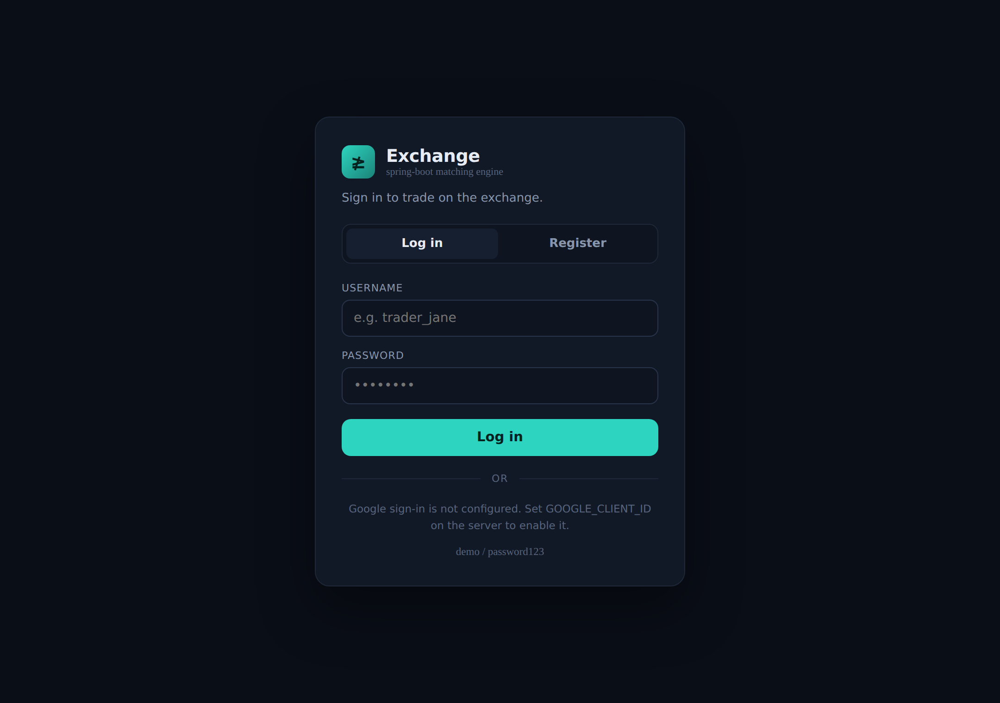 ≵
Exchange
spring-boot matching engine
Sign in to trade on the exchange.
Log in
Register
USERNAME
e.g. trader_jane
PASSWORD
••••••••
Log in
OR
Google sign-in is not configured. Set GOOGLE_CLIENT_ID
on the server to enable it.
demo / password123